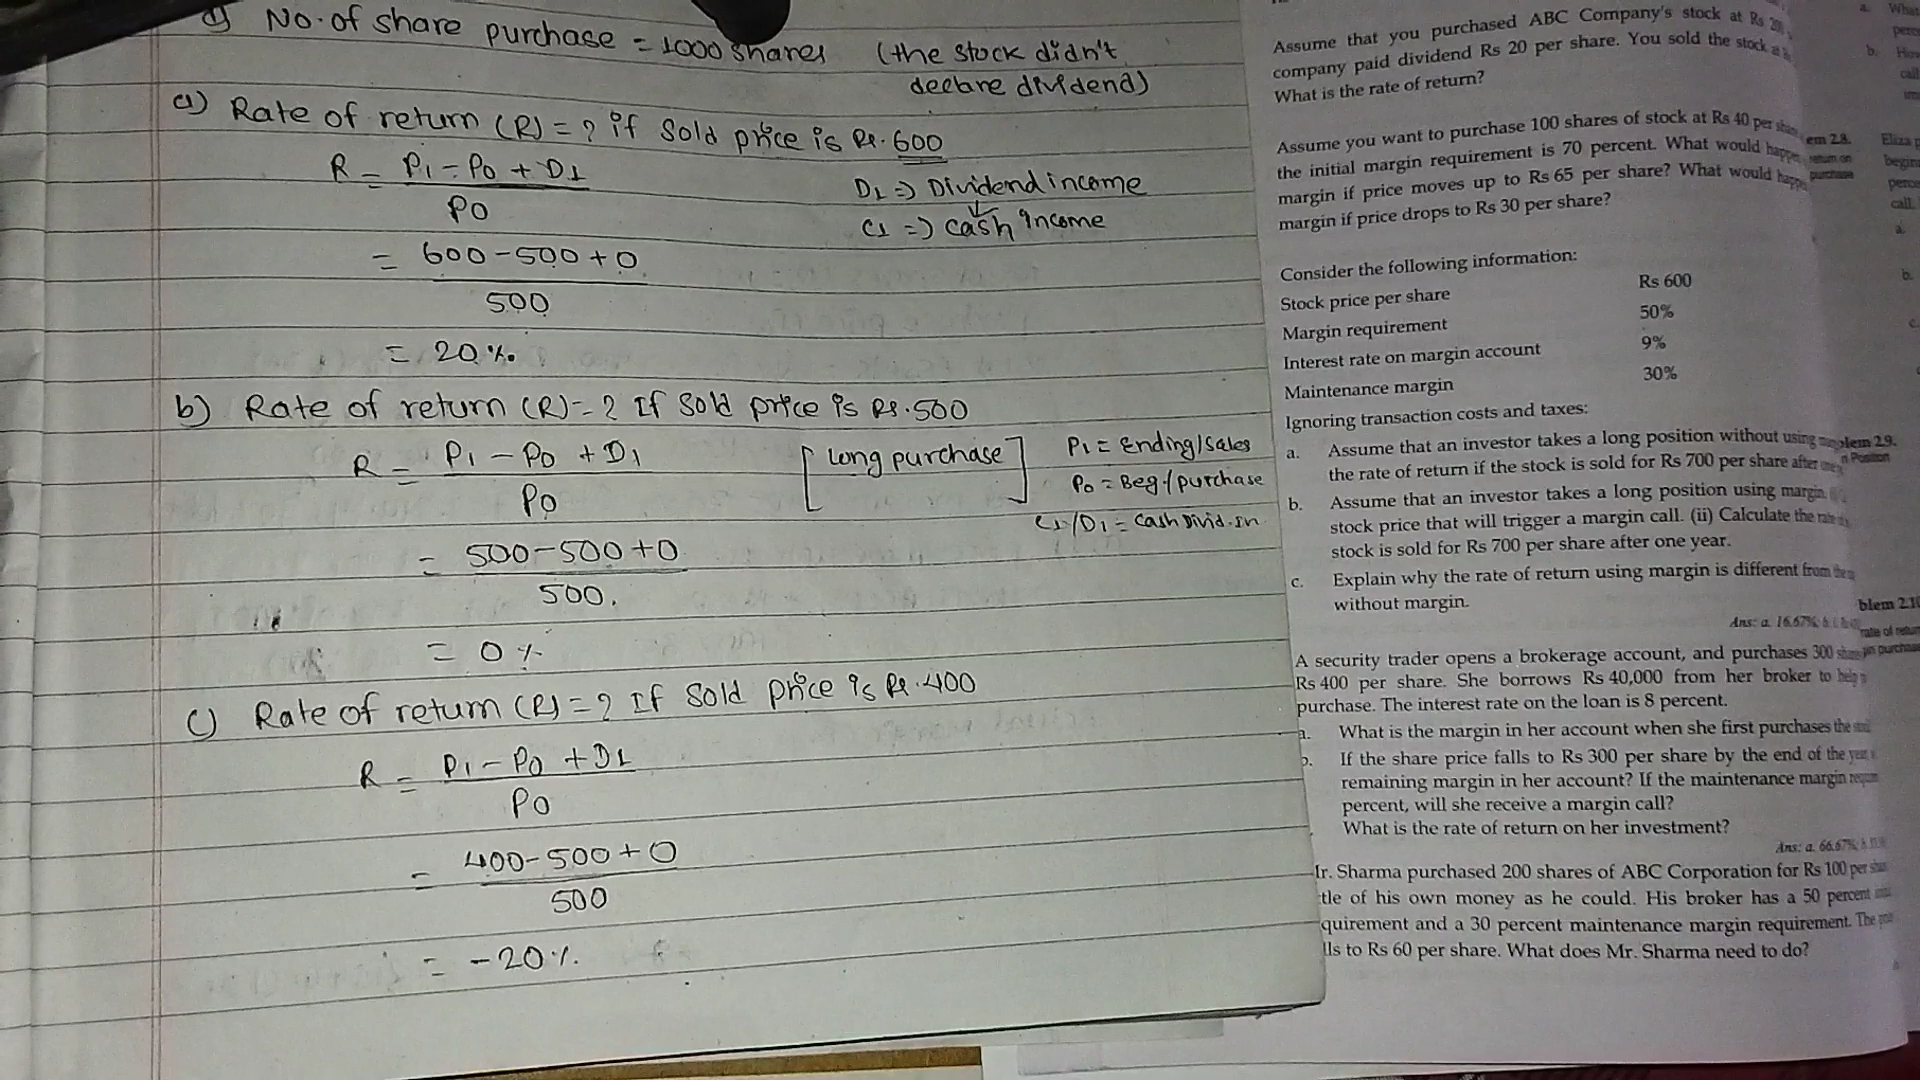 No. of share purchase = 1000 shares (the stock didn't
declare dividend)
a) Rate of return (R) = ? if sold price is Rs. 600
R = P1 - P0 + D1
P0
D1 => Dividend income
C1 => cash income
= 600 - 500 + 0
500
= 20%
b) Rate of return (R) = ? If sold price is Rs. 500
R = P1 - P0 + D1
P0
[Long purchase]
P1 = Ending/Sales
P0 = Beg./purchase
C1/D1 = Cash Divid. In
= 500 - 500 + 0
500.
= 0%
c) Rate of return (R) = ? If sold price is Rs. 400
R = P1 - P0 + D1
P0
= 400 - 500 + 0
500
= -20%.
Assume that you purchased ABC Company's stock at Rs
company paid dividend Rs 20 per share. You sold the stock
What is the rate of return?
Assume you want to purchase 100 shares of stock at Rs 40 per
the initial margin requirement is 70 percent. What would
margin if price moves up to Rs 65 per share? What would
margin if price drops to Rs 30 per share?
Consider the following information:
Stock price per share Rs 600
Margin requirement 50%
Interest rate on margin account 9%
Maintenance margin 30%
Ignoring transaction costs and taxes:
a. Assume that an investor takes a long position without using
the rate of return if the stock is sold for Rs 700 per share after
b. Assume that an investor takes a long position using margin.
stock price that will trigger a margin call. (ii) Calculate the
stock is sold for Rs 700 per share after one year.
c. Explain why the rate of return using margin is different from
without margin.
Ans: a. 16.67%
A security trader opens a brokerage account, and purchases 300
Rs 400 per share. She borrows Rs 40,000 from her broker to
purchase. The interest rate on the loan is 8 percent.
a. What is the margin in her account when she first purchases the
If the share price falls to Rs 300 per share by the end of the
remaining margin in her account? If the maintenance margin
percent, will she receive a margin call?
What is the rate of return on her investment?
Ans: a. 66.67%
Sharma purchased 200 shares of ABC Corporation for Rs 100 per
of his own money as he could. His broker has a 50 percent
and a 30 percent maintenance margin requirement. The
to Rs 60 per share. What does Mr. Sharma need to do?
2.8.
2.9.